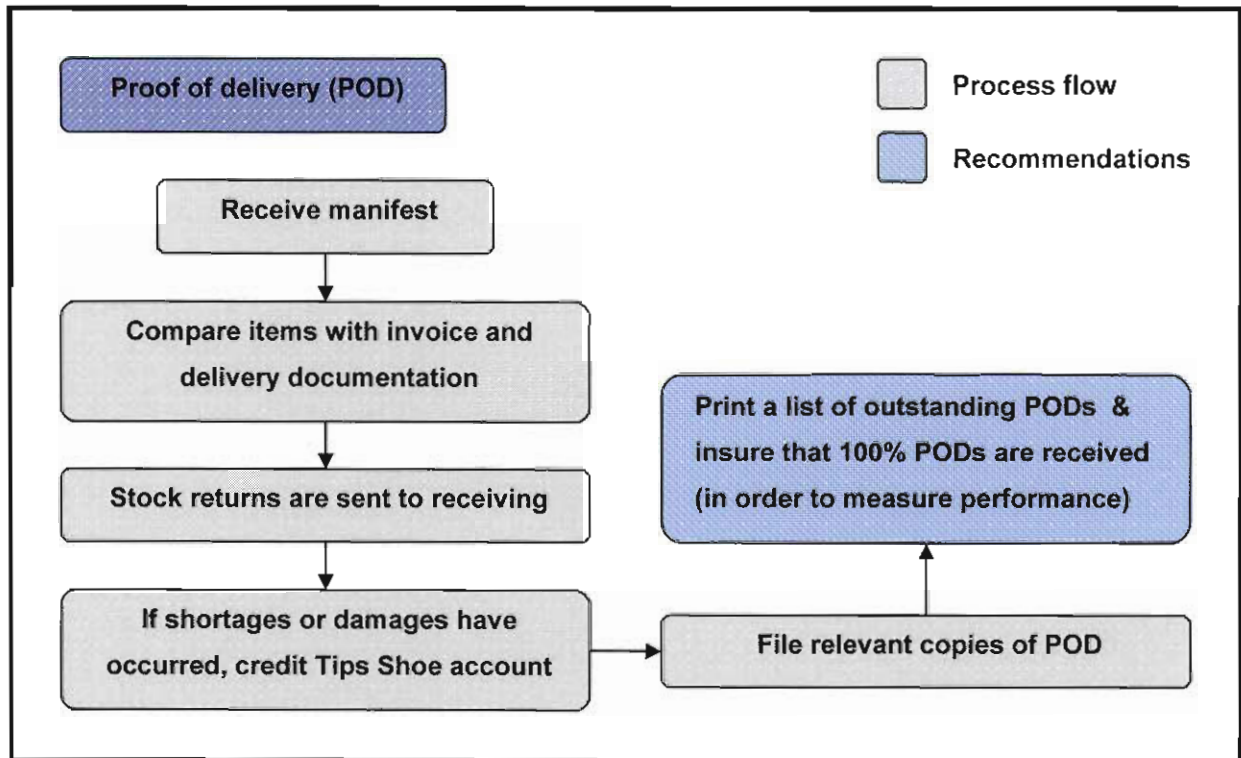 Proof of delivery (POD)
Process flow
Recommendations
Receive manifest
Compare items with invoice and
delivery documentation
Stock returns are sent to receiving
If shortages or damages have
occurred, credit Tips Shoe account
File relevant copies of POD
Print a list of outstanding PODs &
insure that 100% PODs are received
(in order to measure performance)